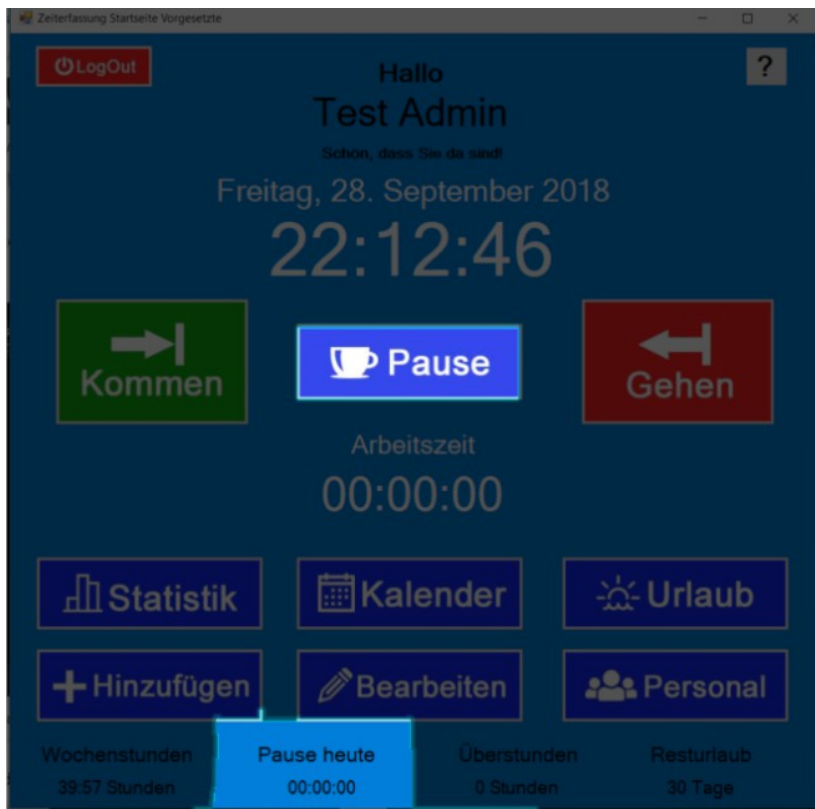 Zeiterfassung Startseite Vorgesetzte
LogOut
?
Hallo
Test Admin
Schön, dass Sie da sind!
Freitag, 28. September 2018
22:12:46
Kommen
Pause
Gehen
Arbeitszeit
00:00:00
Statistik
Kalender
Urlaub
Hinzufügen
Bearbeiten
Personal
Wochenstunden
Pause heute
Überstunden
Resturlaub
39:57 Stunden
00:00:00
0 Stunden
30 Tage